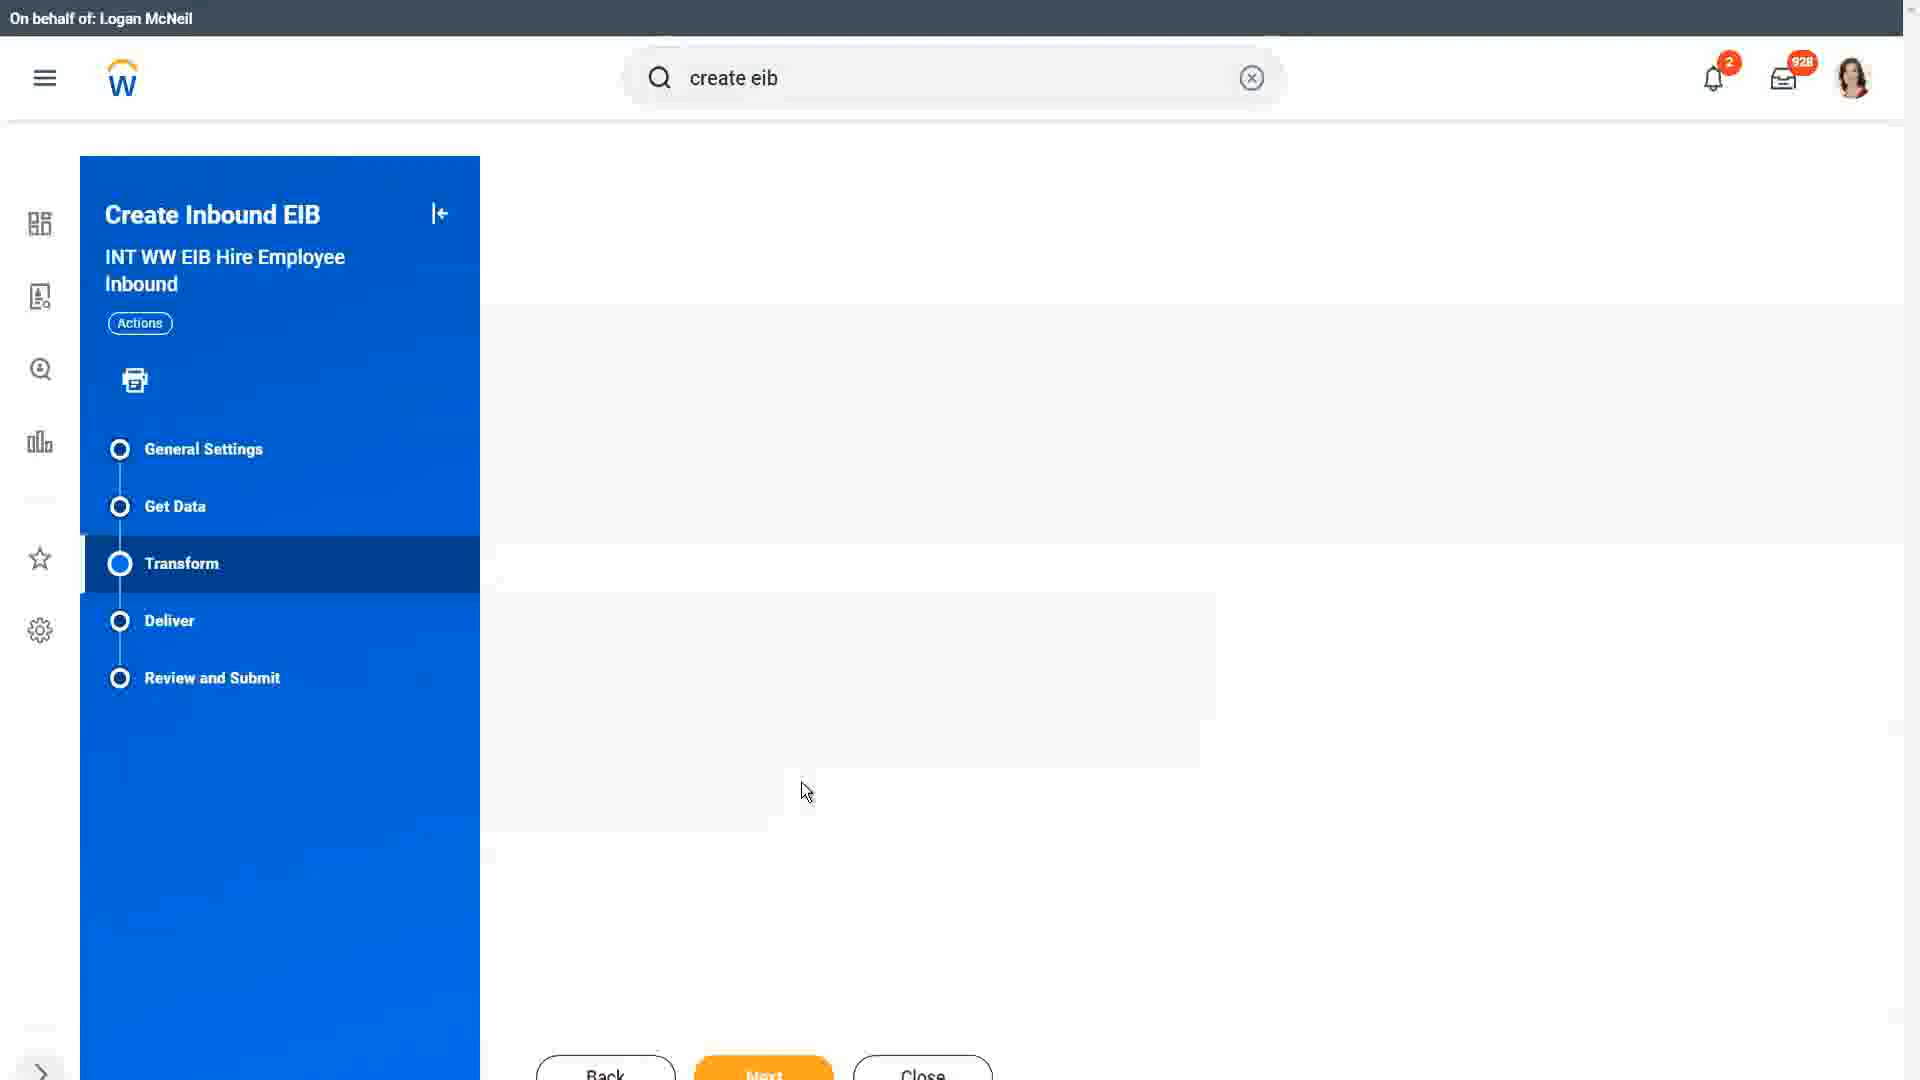 On behalf of: Logan McNeil
W
create eib
2
928
Create Inbound EIB
INT WW EIB Hire Employee
Inbound
Actions
General Settings
Get Data
Transform
Deliver
Review and Submit
Back
Next
Close